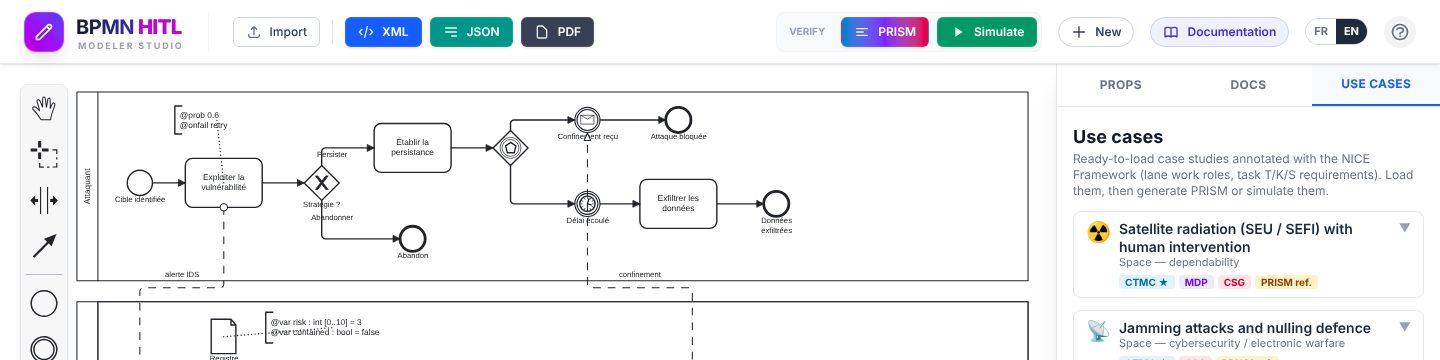 BPMN HITL
MODELER STUDIO
Import
XML
JSON
PDF
VERIFY
PRISM
Simulate
New
Documentation
FR
EN
PROPS
DOCS
USE CASES
Attaquant
@prob 0.6
@onfail retry
Cible identifiée
Exploiter la
vulnérabilité
Persister
Stratégie ?
Abandonner
Établir la
persistance
Abandon
Confinement reçu
Attaque bloquée
Délai écoulé
Exfiltrer les
données
Données
exfiltrées
alerte IDS
confinement
@var risk : int [0..10] = 3
@var contained : bool = false
Registre
Use cases
Ready-to-load case studies annotated with the NICE
Framework (lane work roles, task T/K/S requirements). Load
them, then generate PRISM or simulate them.
Satellite radiation (SEU / SEFI) with
human intervention
Space — dependability
CTMC ★
MDP
CSG
PRISM ref.
Jamming attacks and nulling defence
Space — cybersecurity / electronic warfare